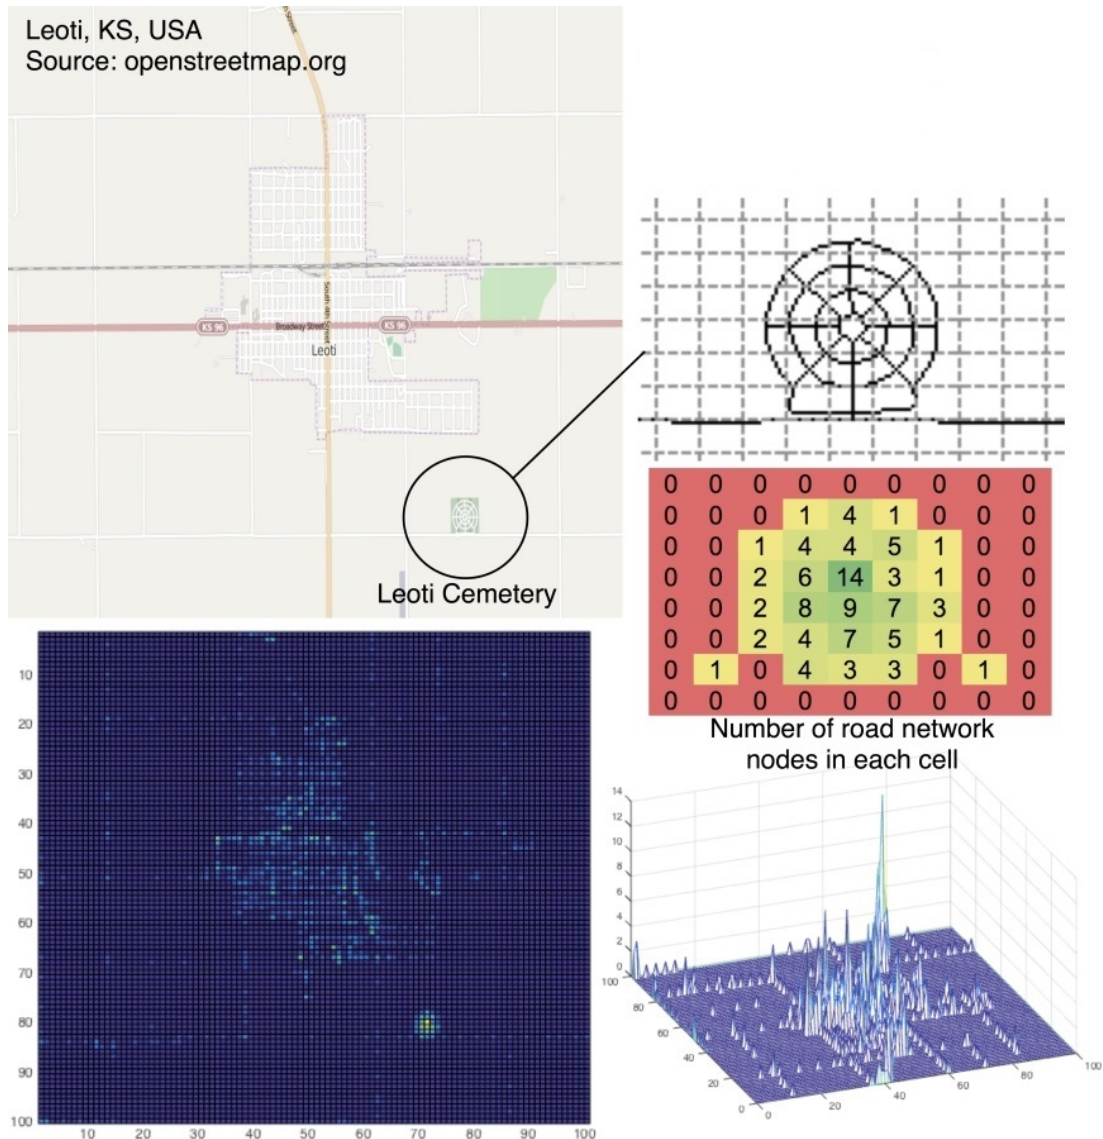 Leoti, KS, USA
Source: openstreetmap.org
Street
KS 96
Broadway Street
South 4th Street
KS 96
Leoti
Leoti Cemetery
0 0 0 0 0 0 0 0 0
0 0 0 1 4 1 0 0 0
0 0 1 4 4 5 1 0 0
0 0 2 6 14 3 1 0 0
0 0 2 8 9 7 3 0 0
0 0 2 4 7 5 1 0 0
0 1 0 4 3 3 0 1 0
0 0 0 0 0 0 0 0 0
Number of road network
nodes in each cell
10
20
30
40
50
60
70
80
90
100
10 20 30 40 50 60 70 80 90 100
14
12
10
8
6
4
2
0
100
80
60
40
20
0
0 20 40 60 80 100